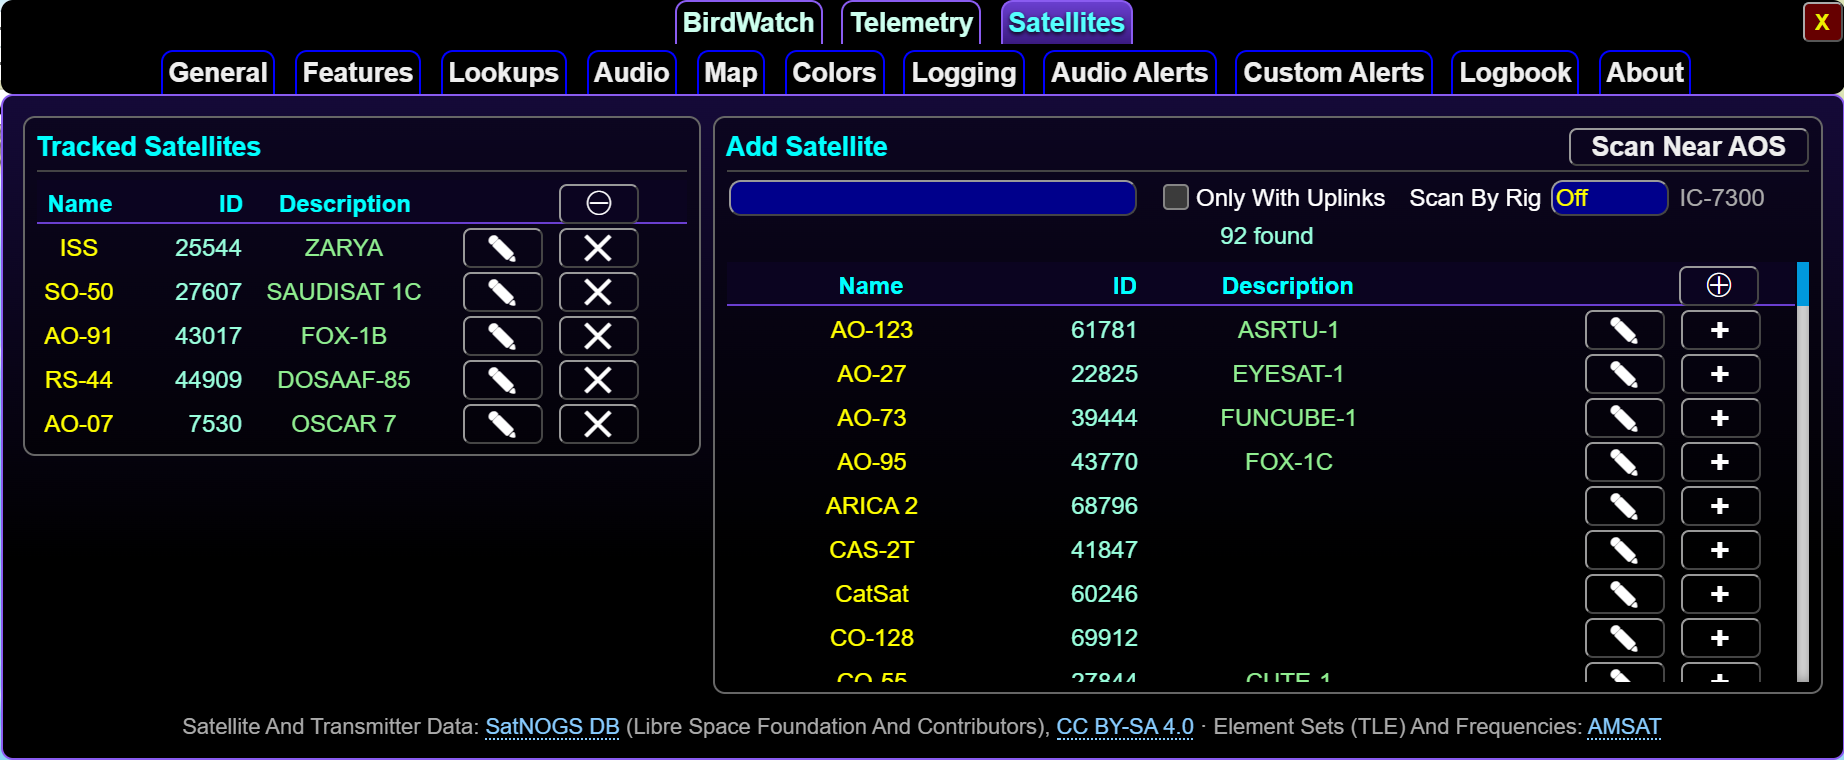 BirdWatch Telemetry Satellites X
General Features Lookups Audio Map Colors Logging Audio Alerts Custom Alerts Logbook About
Tracked Satellites
Name ID Description
ISS 25544 ZARYA
SO-50 27607 SAUDISAT 1C
AO-91 43017 FOX-1B
RS-44 44909 DOSAAF-85
AO-07 7530 OSCAR 7
Add Satellite Scan Near AOS
Only With Uplinks Scan By Rig Off IC-7300
92 found
Name ID Description
AO-123 61781 ASRTU-1
AO-27 22825 EYESAT-1
AO-73 39444 FUNCUBE-1
AO-95 43770 FOX-1C
ARICA 2 68796
CAS-2T 41847
CatSat 60246
CO-128 69912
CO-55 27844 CUTE-1
Satellite And Transmitter Data: SatNOGS DB (Libre Space Foundation And Contributors), CC BY-SA 4.0 · Element Sets (TLE) And Frequencies: AMSAT